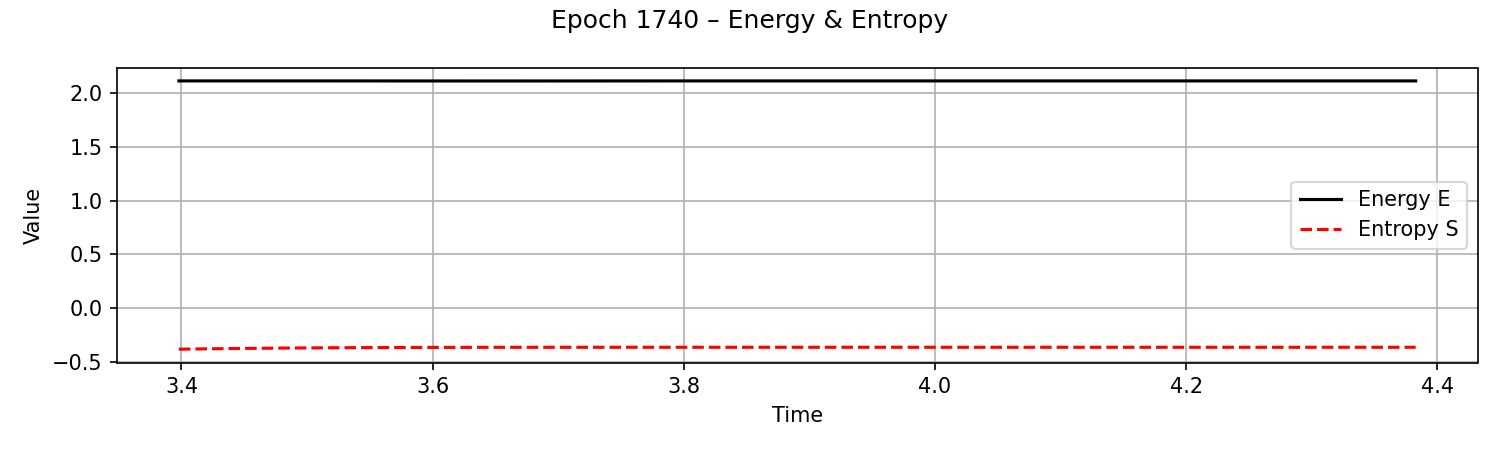 Epoch 1740 – Energy & Entropy
Value
2.0
1.5
1.0
0.5
0.0
−0.5
Energy E
Entropy S
3.4 3.6 3.8 4.0 4.2 4.4
Time